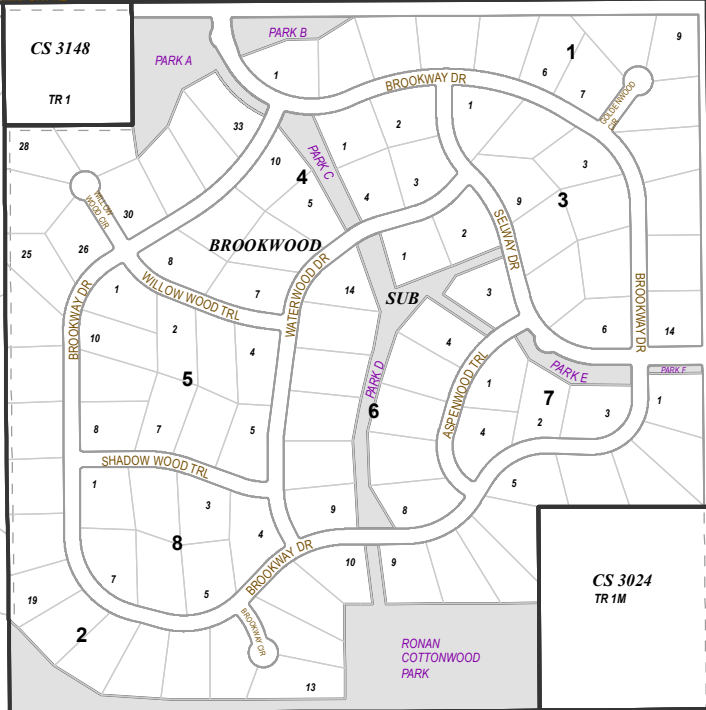 PARK B
9
CS 3148
1
PARK A
1
6
BROOKWAY DR
7
TR 1
1
GOLDENWOOD CIR
33
2
28
1
PARK C
10
3
4
30
5
3
4
9
3
WILLOW WOOD CIR
SELWAY DR
2
BROOKWOOD
26
25
8
1
WILLOW WOOD TRL
WATERWOOD DR
1
14
7
SUB
3
BROOKWAY DR
BROOKWAY DR
2
6
14
10
4
4
PARK D
ASPENWOOD TRL
PARK E
PARK F
5
1
7
1
6
3
2
8
7
5
4
SHADOW WOOD TRL
1
5
3
9
8
4
8
BROOKWAY DR
10
9
7
5
CS 3024
TR 1M
19
BROOKWAY CIR
2
RONAN
COTTONWOOD
PARK
13